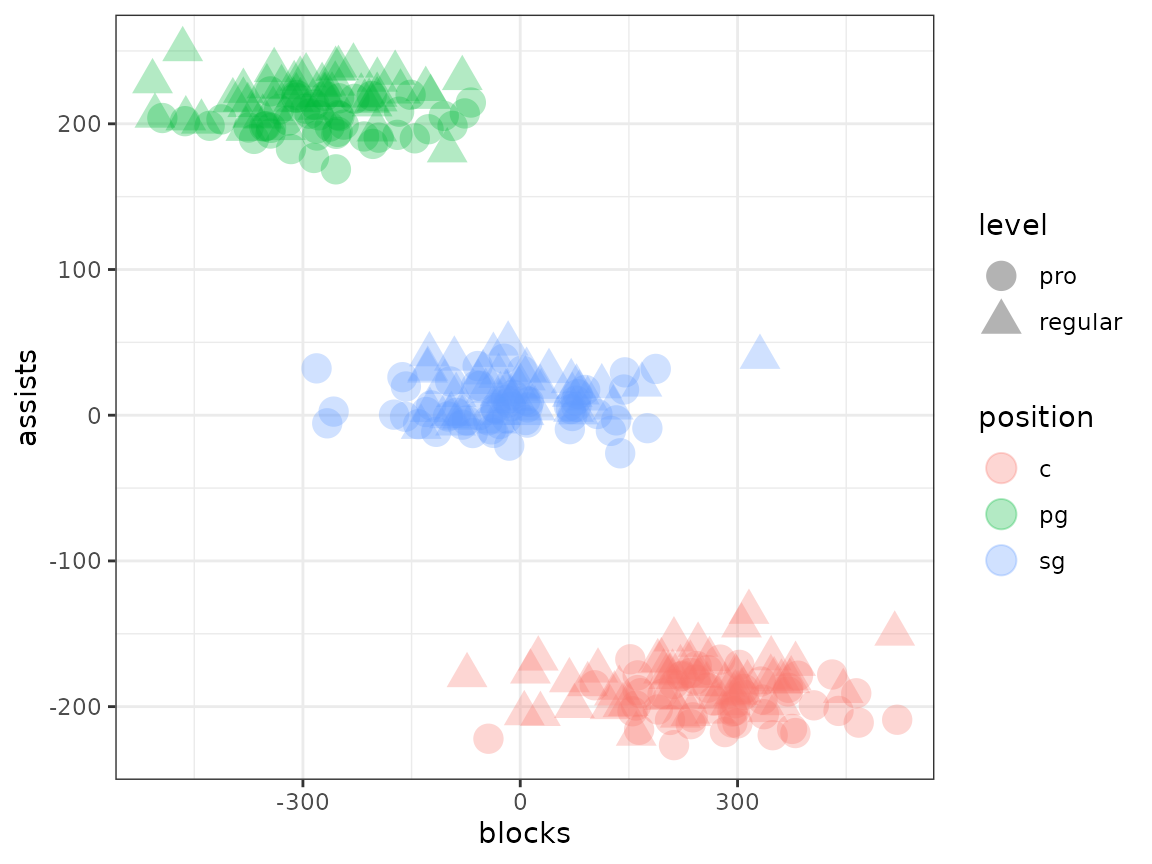 200
100
0
-100
-200
assists
-300
0
300
blocks
level
pro
regular
position
c
pg
sg